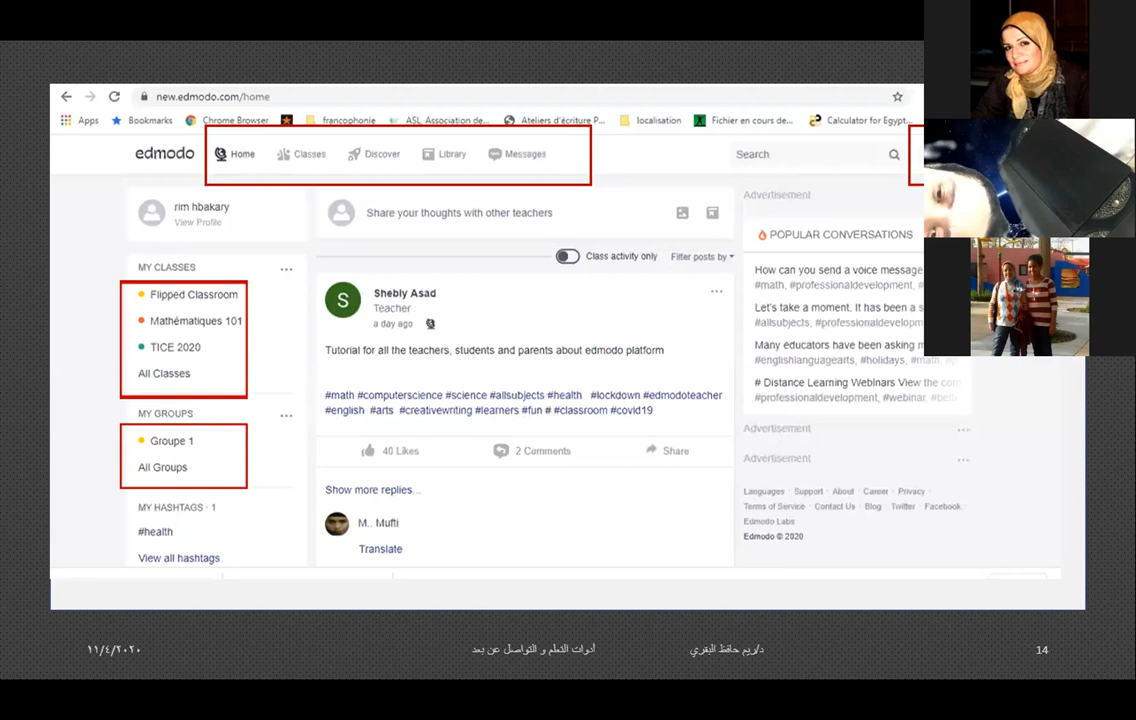 new.edmodo.com/home
Apps Bookmarks Chrome Browser francophonie ASL, Association de... Ateliers d'écriture P... localisation Fichier en cours de... Calculator for Egypt...
edmodo Home Classes Discover Library Messages Search
rim hbakary
View Profile
Share your thoughts with other teachers
Class activity only Filter posts by
MY CLASSES
Flipped Classroom
Mathématiques 101
TICE 2020
All Classes
MY GROUPS
Groupe 1
All Groups
MY HASHTAGS · 1
#health
View all hashtags
S
Shebly Asad
Teacher
a day ago
Tutorial for all the teachers, students and parents about edmodo platform
#math #computerscience #science #allsubjects #health #lockdown #edmodoteacher
#english #arts #creativewriting #learners #fun # #classroom #covid19
40 Likes 2 Comments Share
Show more replies...
M.. Mufti
Translate
Advertisement
POPULAR CONVERSATIONS
How can you send a voice message
#math, #professionaldevelopment, #
Let's take a moment. It has been a s
#allsubjects, #professionaldevelopm
Many educators have been asking
#englishlanguagearts, #holidays, #math,
# Distance Learning Webinars View the com
#professionaldevelopment, #webinar,
Advertisement
Advertisement
Languages · Support · About · Career · Privacy ·
Terms of Service · Contact Us · Blog · Twitter · Facebook ·
Edmodo Labs
Edmodo © 2020
١١/٤/٢٠٢٠ أدوات التعلم و التواصل عن بعد د/ريم حافظ البقري 14